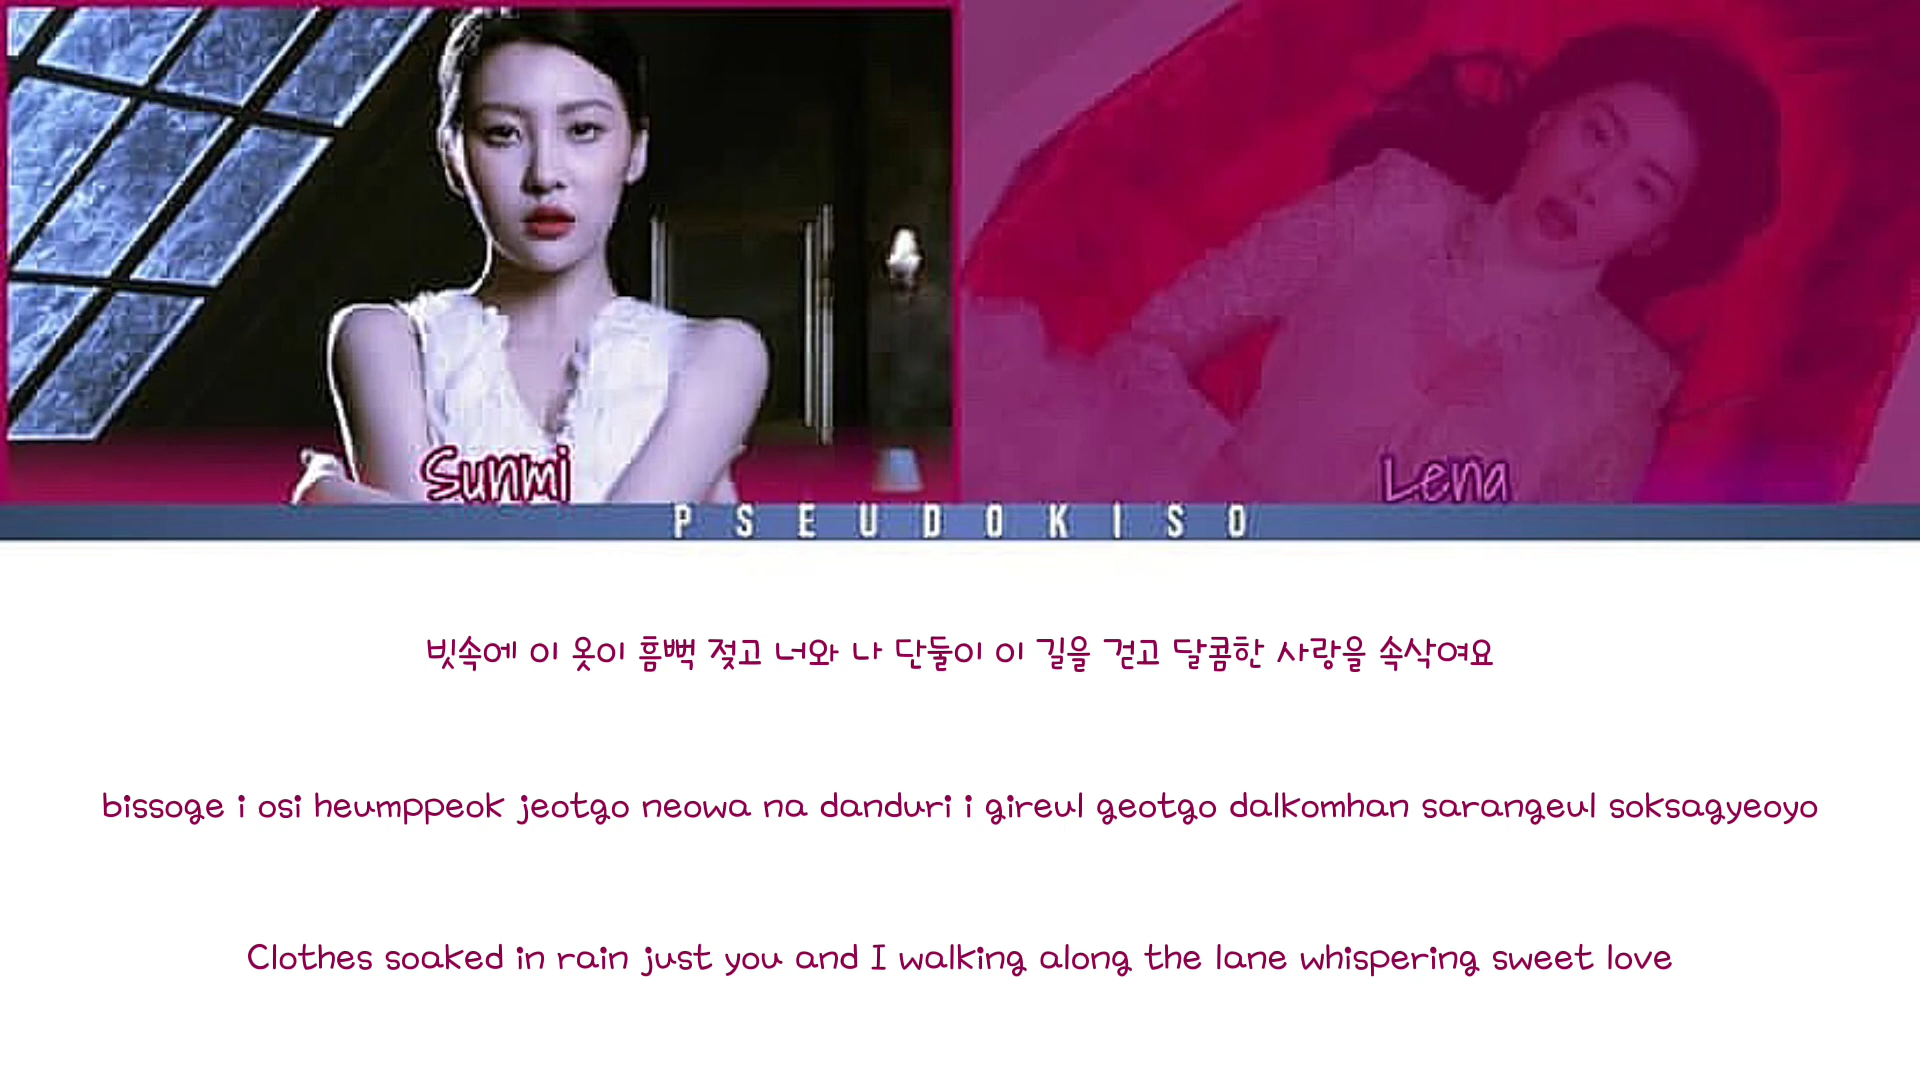 Sunmi
Lena
PSEUDOKISO
빗속에 이 옷이 흠뻑 젖고 너와 나 단둘이 이 길을 걷고 달콤한 사랑을 속삭여요
bissoge i osi heumppeok jeotgo neowa na danduri i gireul geotgo dalkomhan sarangeul soksagyeoyo
Clothes soaked in rain just you and I walking along the lane whispering sweet love